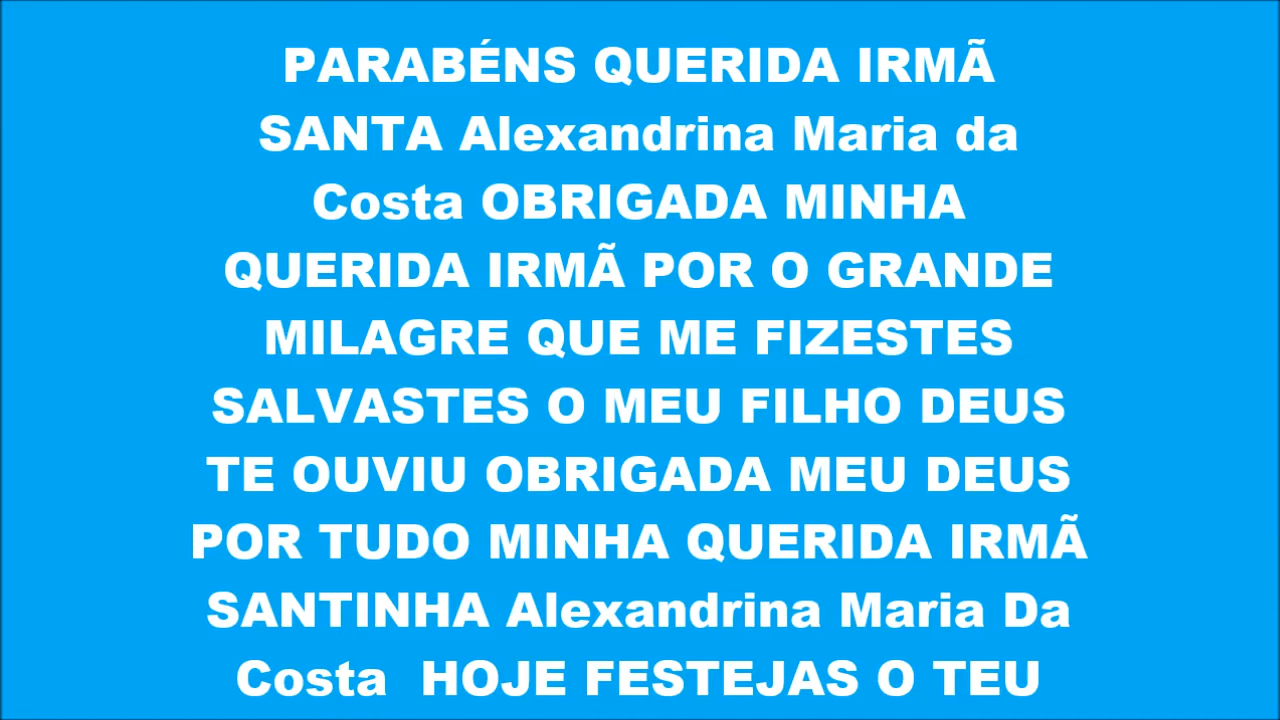 PARABÉNS QUERIDA IRMÃ
SANTA Alexandrina Maria da
Costa OBRIGADA MINHA
QUERIDA IRMÃ POR O GRANDE
MILAGRE QUE ME FIZESTES
SALVASTES O MEU FILHO DEUS
TE OUVIU OBRIGADA MEU DEUS
POR TUDO MINHA QUERIDA IRMÃ
SANTINHA Alexandrina Maria Da
Costa  HOJE FESTEJAS O TEU